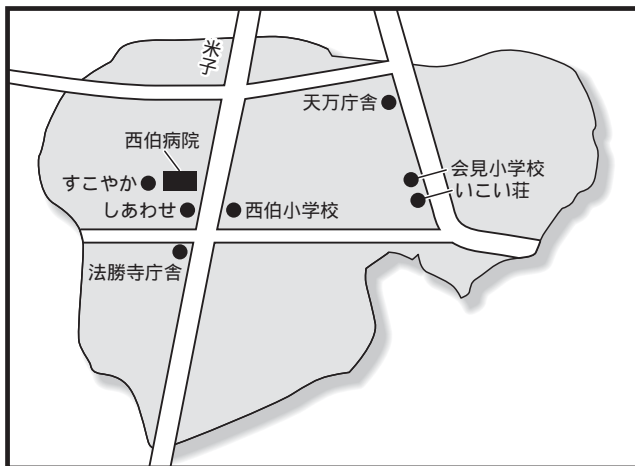 米子
天万庁舎
西伯病院
会見小学校
すこやか
いこい荘
しあわせ
西伯小学校
法勝寺庁舎